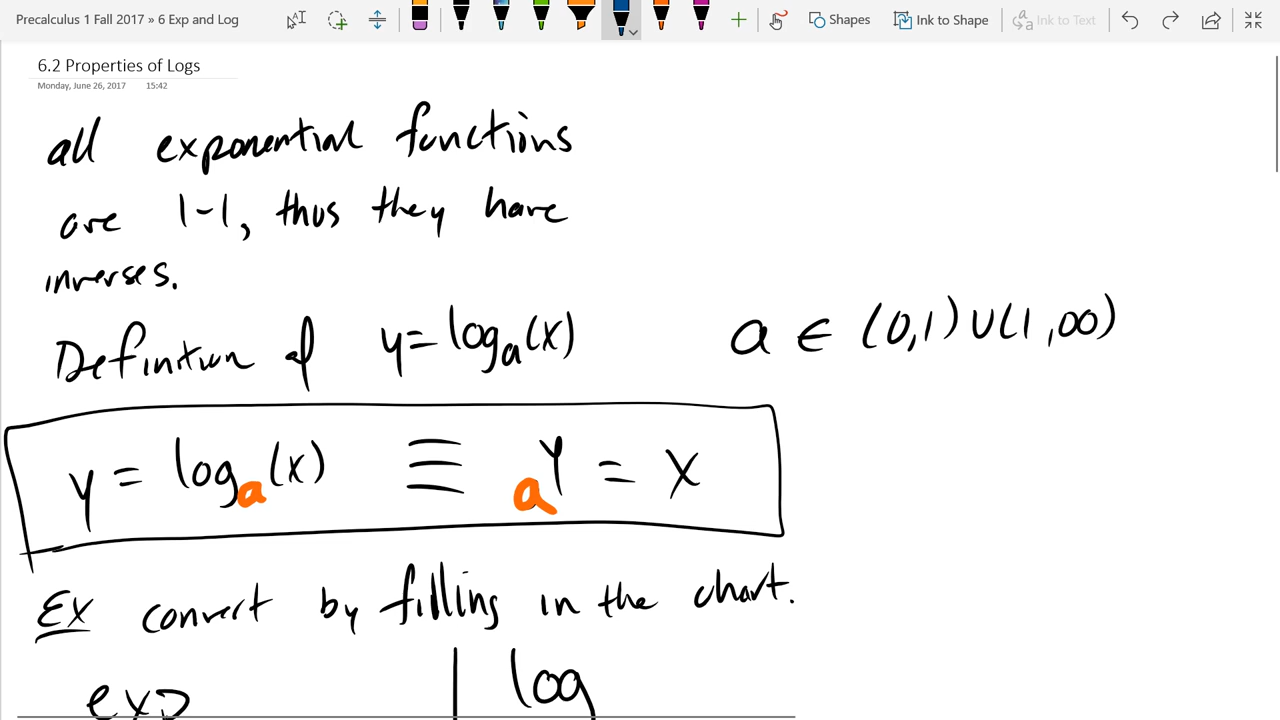 Precalculus 1 Fall 2017 » 6 Exp and Log
Shapes
Ink to Shape
Ink to Text
6.2 Properties of Logs
Monday, June 26, 2017 15:42
all exponential functions
are 1-1, thus they have
inverses.
Definition of y = logₐ(x) a ∈ (0,1) ∪ (1,∞)
y = logₐ(x) ≡ a^y = x
Ex convert by filling in the chart.
exp | log